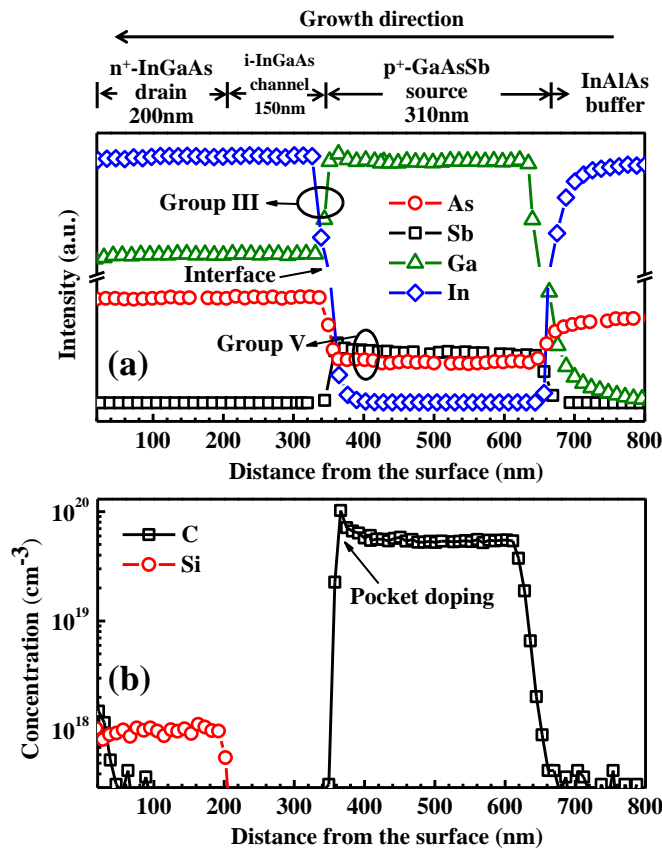 Growth direction
n⁺-InGaAs
drain
200nm
i-InGaAs
channel
150nm
p⁺-GaAsSb
source
310nm
InAlAs
buffer
Intensity (a.u.)
Group III
Interface
Group V
As
Sb
Ga
In
(a)
100 200 300 400 500 600 700 800
Distance from the surface (nm)
Concentration (cm⁻³)
10²⁰
10¹⁹
10¹⁸
C
Si
Pocket doping
(b)
100 200 300 400 500 600 700 800
Distance from the surface (nm)